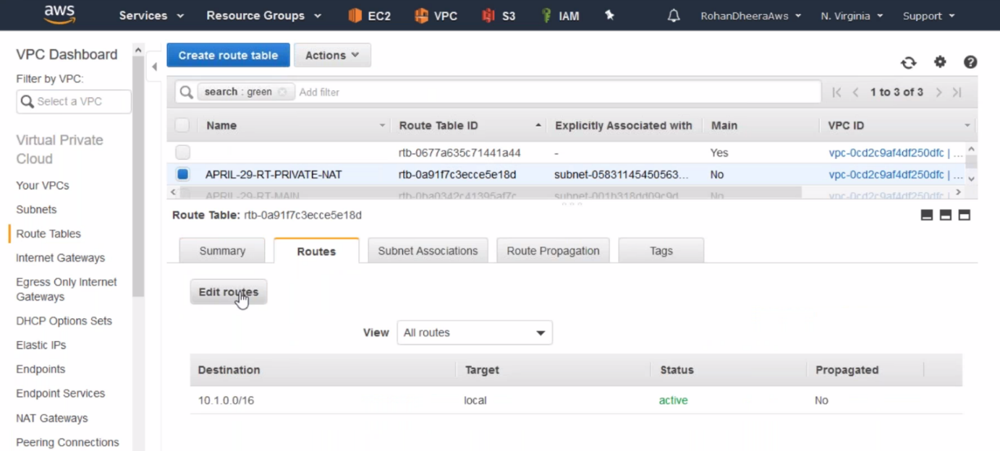 aws Services Resource Groups EC2 VPC S3 IAM RohanDheeraAws N. Virginia Support
VPC Dashboard
Filter by VPC:
Select a VPC
Virtual Private
Cloud
Your VPCs
Subnets
Route Tables
Internet Gateways
Egress Only Internet
Gateways
DHCP Options Sets
Elastic IPs
Endpoints
Endpoint Services
NAT Gateways
Peering Connections
Create route table Actions
search : green Add filter 1 to 3 of 3
Name Route Table ID Explicitly Associated with Main VPC ID
rtb-0677a635c71441a44 - Yes vpc-0cd2c9af4df250dfc | ...
APRIL-29-RT-PRIVATE-NAT rtb-0a91f7c3ecce5e18d subnet-05831145450563... No vpc-0cd2c9af4df250dfc | ...
APRIL-29-RT-MAIN rtb-0ba0342c41395af7c subnet-001b318dd09c9d No vpc-0cd2c9af4df250dfc |
Route Table: rtb-0a91f7c3ecce5e18d
Summary Routes Subnet Associations Route Propagation Tags
Edit routes
View All routes
Destination Target Status Propagated
10.1.0.0/16 local active No